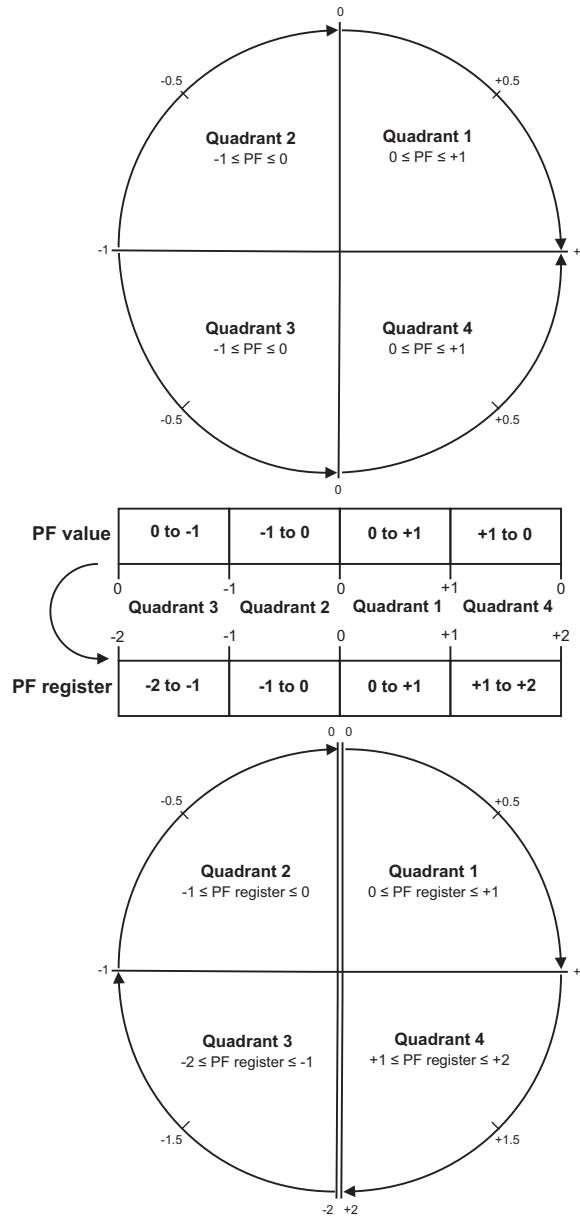 0
-0.5
+0.5
Quadrant 2
-1 ≤ PF ≤ 0
Quadrant 1
0 ≤ PF ≤ +1
-1
+
Quadrant 3
-1 ≤ PF ≤ 0
Quadrant 4
0 ≤ PF ≤ +1
-0.5
+0.5
0
PF value
0 to -1
-1 to 0
0 to +1
+1 to 0
0
-1
0
+1
0
Quadrant 3
Quadrant 2
Quadrant 1
Quadrant 4
-2
-1
0
+1
+2
PF register
-2 to -1
-1 to 0
0 to +1
+1 to +2
0
0
-0.5
+0.5
Quadrant 2
-1 ≤ PF register ≤ 0
Quadrant 1
0 ≤ PF register ≤ +1
-1
+
Quadrant 3
-2 ≤ PF register ≤ -1
Quadrant 4
+1 ≤ PF register ≤ +2
-1.5
+1.5
-2
+2